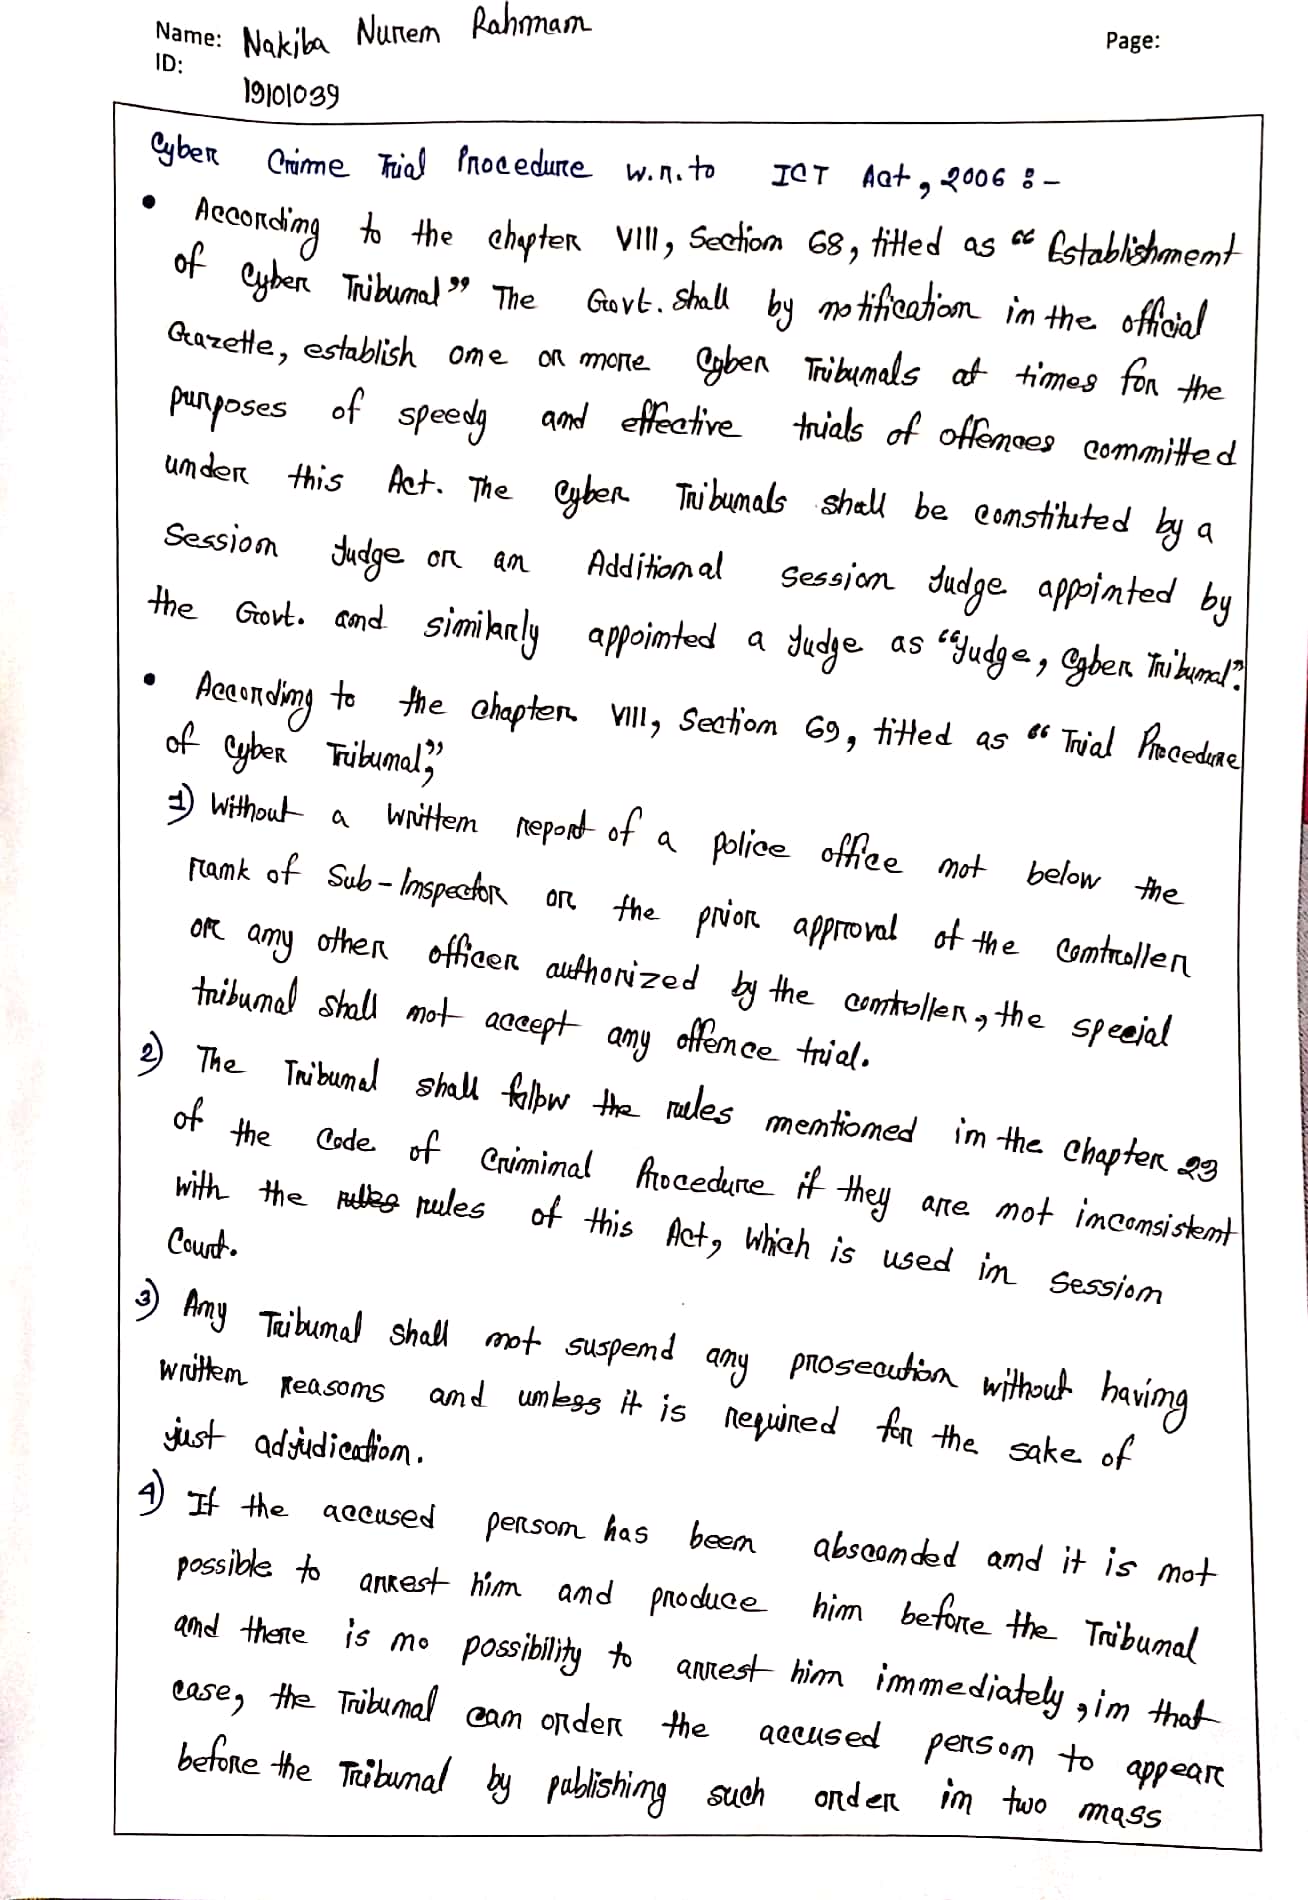 Name: Nakiba Nurem Rahmam
Page:
ID:
19101039
Cyber Crime Trial Procedure w.r.to ICT Act, 2006 :-
• According to the chapter VIII, Section 68, titled as "Establishment
of Cyber Tribunal" The Govt. shall by notification in the official
Gazette, establish one or more Cyber Tribunals at times for the
purposes of speedy and effective trials of offences committed
under this Act. The Cyber Tribunals shall be constituted by a
Session Judge or an Additional Session Judge appointed by
the Govt. and similarly appointed a Judge as "Judge, Cyber Tribunal".
• According to the chapter VIII, Section 69, titled as "Trial Procedure
of Cyber Tribunal",
1) Without a written report of a police office not below the
rank of Sub-Inspector or the prior approval of the Controller
or any other officer authorized by the controller, the special
tribunal shall not accept any offence trial.
2) The Tribunal shall follow the rules mentioned in the Chapter 23
of the Code of Criminal Procedure if they are not inconsistent
with the rules rules of this Act, which is used in Session
Court.
3) Any Tribunal shall not suspend any prosecution without having
written reasons and unless it is required for the sake of
just adjudication.
4) If the accused person has been absconded and it is not
possible to arrest him and produce him before the Tribunal
and there is no possibility to arrest him immediately, in that
case, the Tribunal can order the accused person to appear
before the Tribunal by publishing such order in two mass